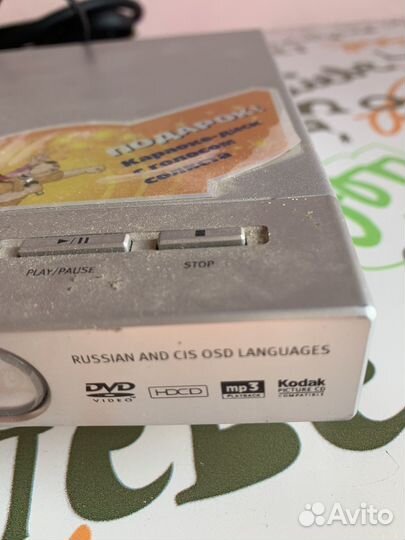 ПОДАРОК!
Караоке-диск
с голосом
солиста
PLAY/PAUSE
STOP
RUSSIAN AND CIS OSD LANGUAGES
DVD
VIDEO
HDCD
mp3
PLAYBACK
Kodak
PICTURE CD
COMPATIBLE
Avito